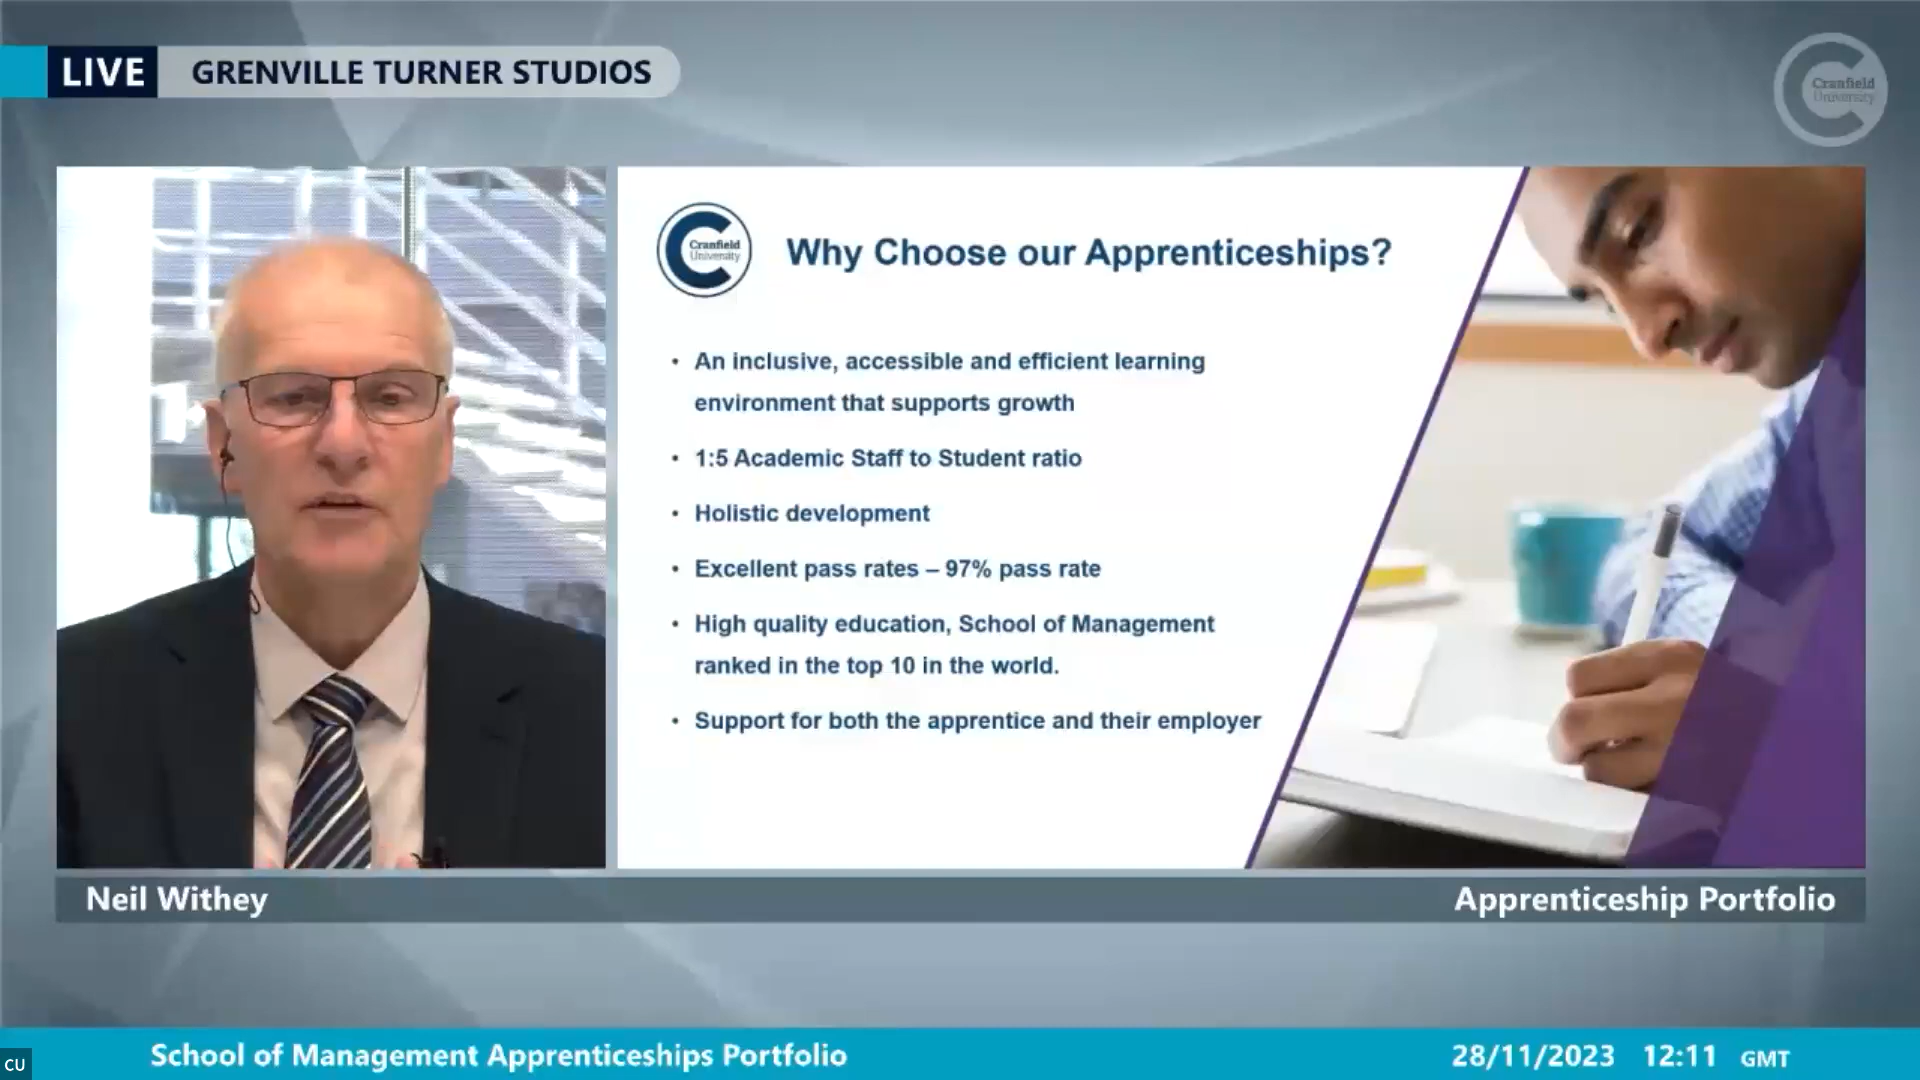 LIVE
GRENVILLE TURNER STUDIOS
Cranfield
University
Cranfield
University
Why Choose our Apprenticeships?
• An inclusive, accessible and efficient learning
environment that supports growth
• 1:5 Academic Staff to Student ratio
• Holistic development
• Excellent pass rates – 97% pass rate
• High quality education, School of Management
ranked in the top 10 in the world.
• Support for both the apprentice and their employer
Neil Withey
Apprenticeship Portfolio
School of Management Apprenticeships Portfolio
28/11/2023 12:11 GMT
CU